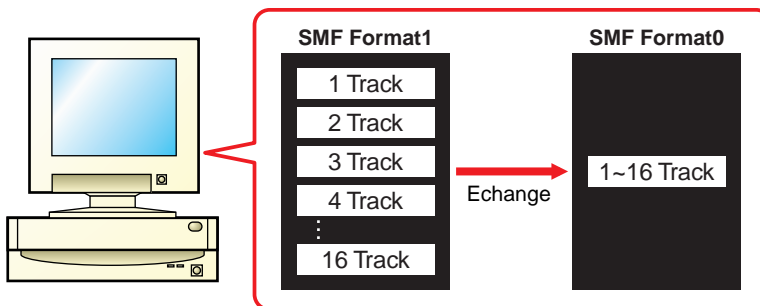 SMF Format1
1 Track
2 Track
3 Track
4 Track
⋮
16 Track
Echange
SMF Format0
1~16 Track